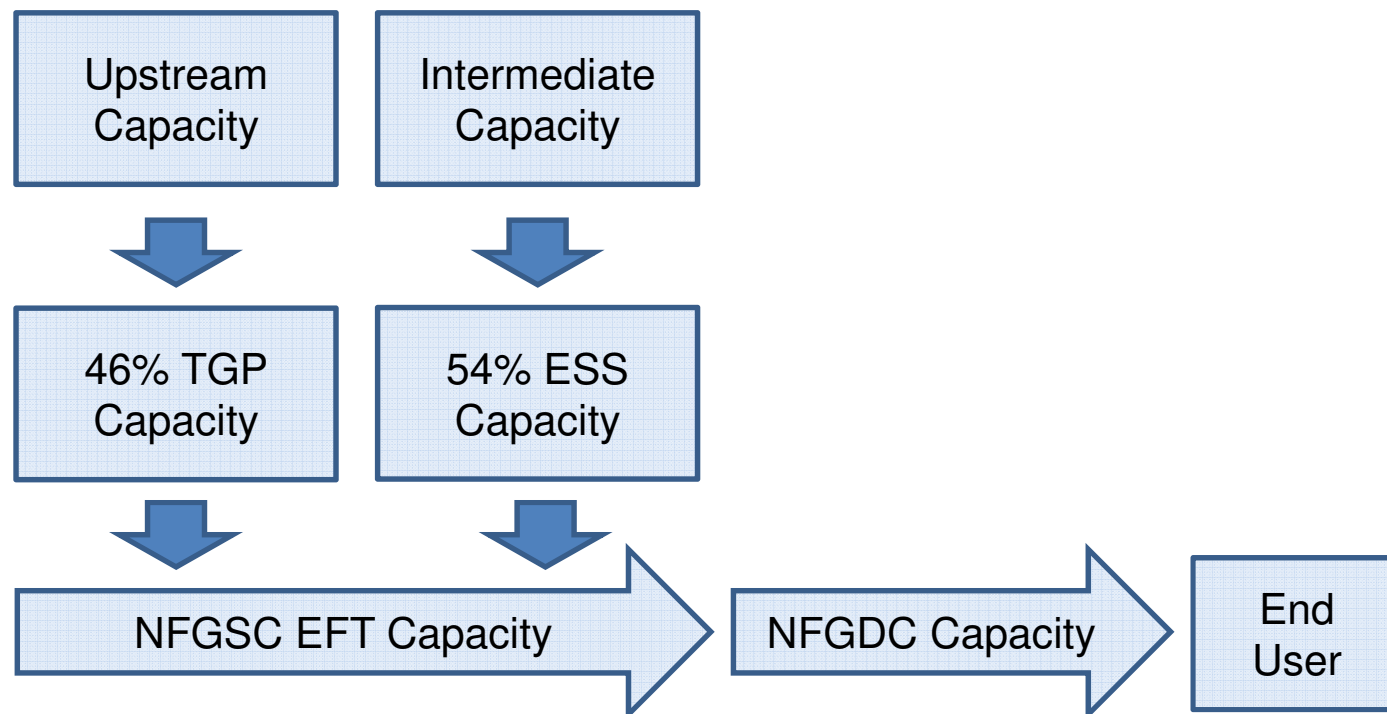 Upstream
Capacity
Intermediate
Capacity
46% TGP
Capacity
54% ESS
Capacity
NFGSC EFT Capacity
NFGDC Capacity
End
User